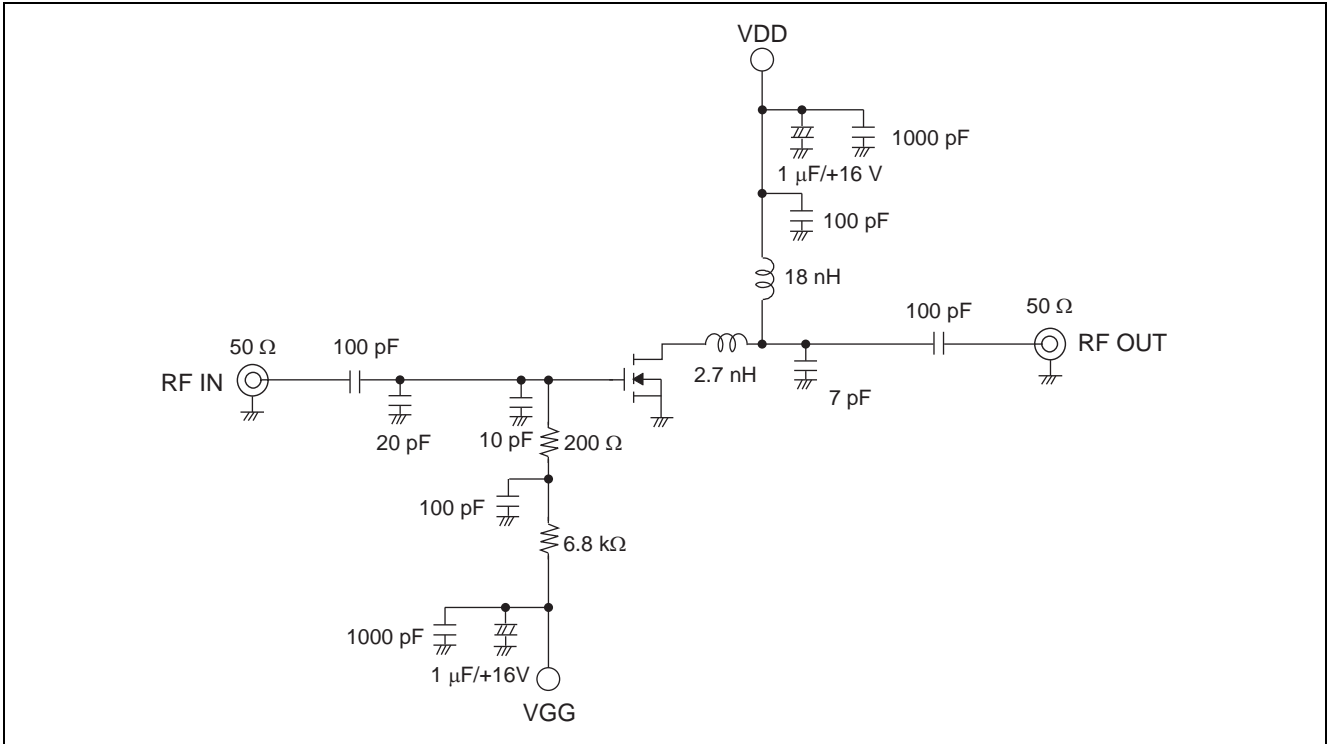 VDD
1000 pF
1 μF/+16 V
100 pF
18 nH
100 pF
50 Ω
RF OUT
2.7 nH
7 pF
50 Ω
100 pF
RF IN
20 pF
10 pF
200 Ω
100 pF
6.8 kΩ
1000 pF
1 μF/+16V
VGG